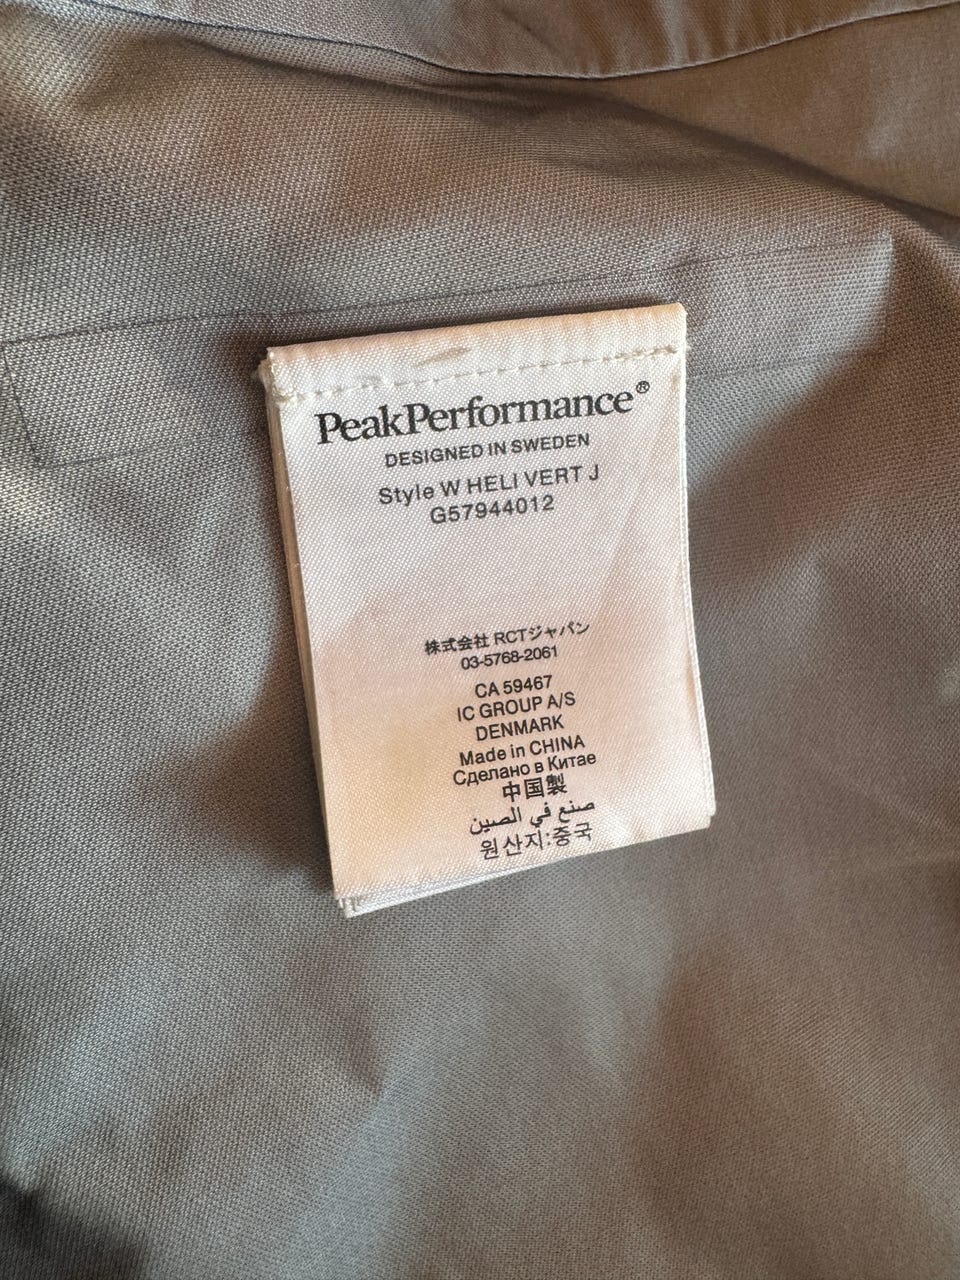 PeakPerformance®
DESIGNED IN SWEDEN
Style W HELI VERT J
G57944012
株式会社 RCTジャパン
03-5768-2061
CA 59467
IC GROUP A/S
DENMARK
Made in CHINA
Сделано в Китае
中国製
صنع في الصين
원산지:중국